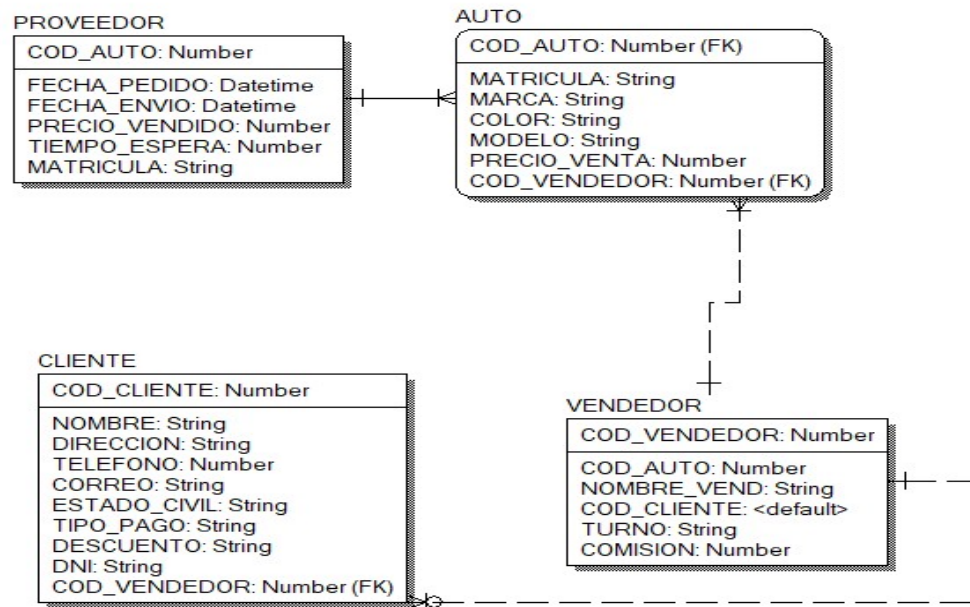 PROVEEDOR
COD_AUTO: Number
FECHA_PEDIDO: Datetime
FECHA_ENVIO: Datetime
PRECIO_VENDIDO: Number
TIEMPO_ESPERA: Number
MATRICULA: String
AUTO
COD_AUTO: Number (FK)
MATRICULA: String
MARCA: String
COLOR: String
MODELO: String
PRECIO_VENTA: Number
COD_VENDEDOR: Number (FK)
CLIENTE
COD_CLIENTE: Number
NOMBRE: String
DIRECCION: String
TELEFONO: Number
CORREO: String
ESTADO_CIVIL: String
TIPO_PAGO: String
DESCUENTO: String
DNI: String
COD_VENDEDOR: Number (FK)
VENDEDOR
COD_VENDEDOR: Number
COD_AUTO: Number
NOMBRE_VEND: String
COD_CLIENTE: <default>
TURNO: String
COMISION: Number